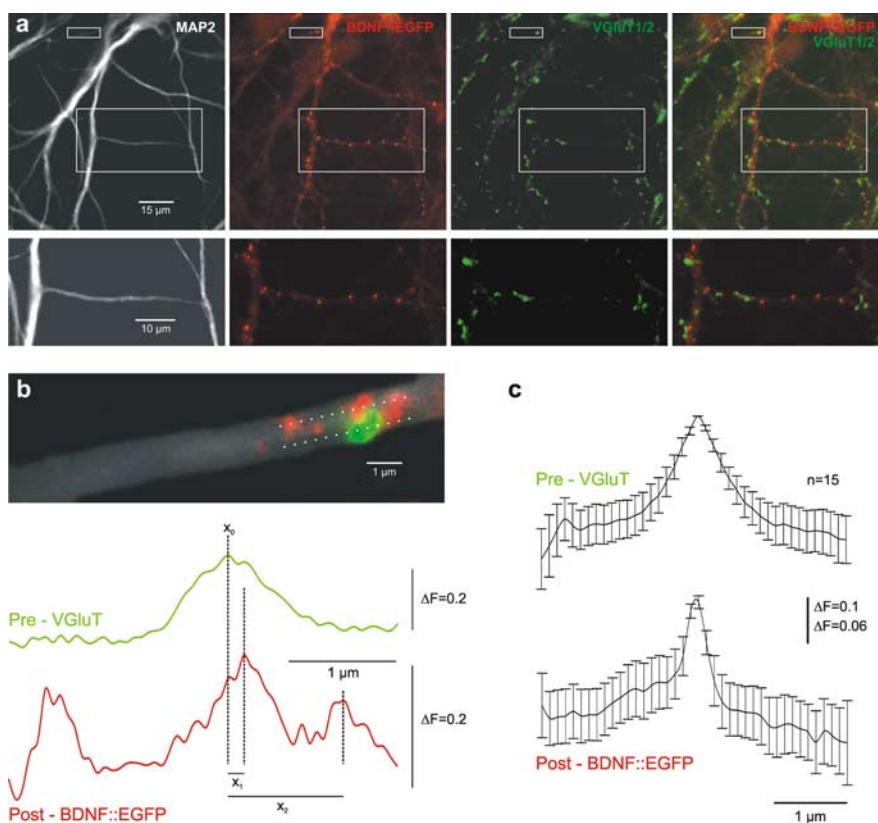 a
MAP2
BDNF::EGFP
VGluT1/2
BDNF::EGFP
VGluT1/2
15 µm
10 µm
b
1 µm
x0
Pre - VGluT
ΔF=0.2
1 µm
ΔF=0.2
x1
x2
Post - BDNF::EGFP
c
Pre - VGluT
n=15
ΔF=0.1
ΔF=0.06
Post - BDNF::EGFP
1 µm